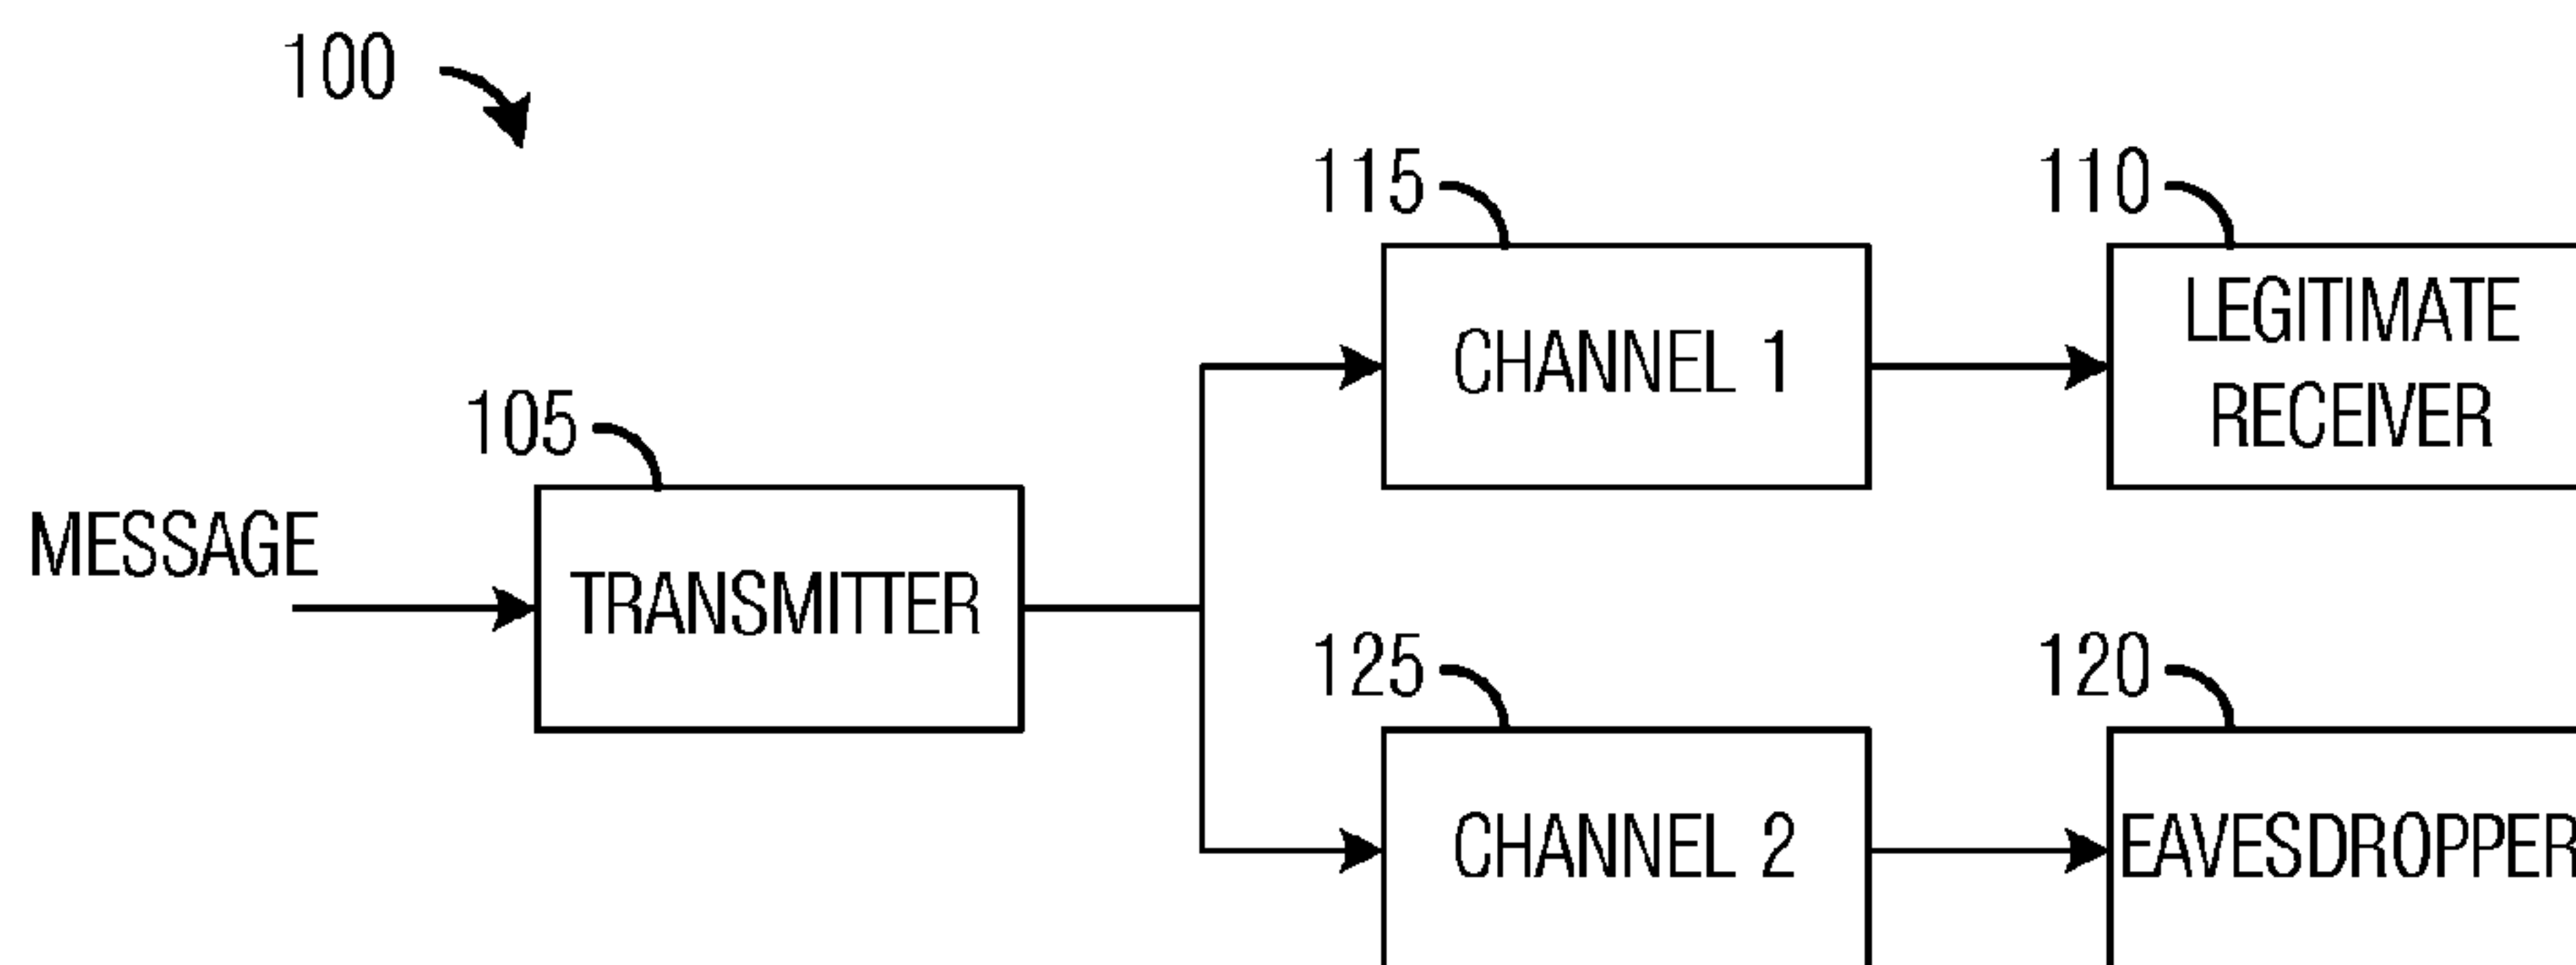 100
115
110
CHANNEL 1
LEGITIMATE
RECEIVER
105
MESSAGE
TRANSMITTER
125
120
CHANNEL 2
EAVESDROPPER